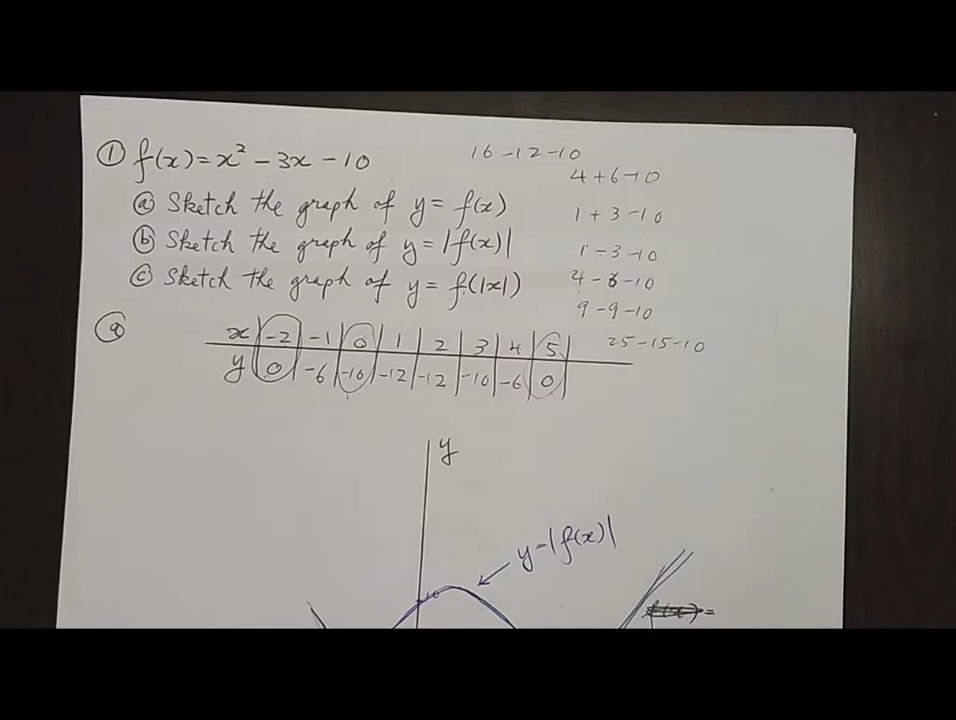 ① f(x) = x² - 3x - 10
ⓐ Sketch the graph of y = f(x)
ⓑ Sketch the graph of y = |f(x)|
ⓒ Sketch the graph of y = f(|x|)
16 - 12 - 10
4 + 6 - 10
1 + 3 - 10
1 - 3 - 10
4 - 6 - 10
9 - 9 - 10
25 - 15 - 10
ⓐ
x | -2 | -1 | 0 | 1 | 2 | 3 | 4 | 5
y | 0 | -6 | -10 | -12 | -12 | -10 | -6 | 0
y
y - |f(x)|
10
f(x) =